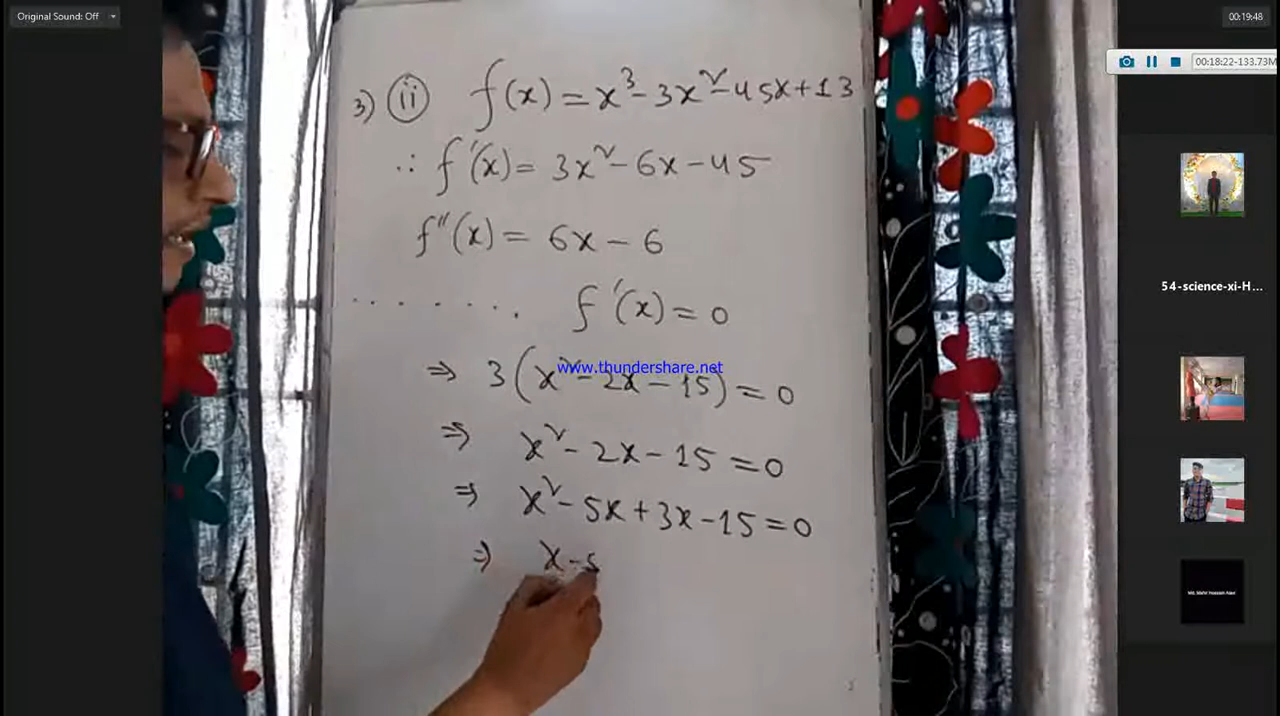 Original Sound: Off
00:19:48
00:18:22-133.73M
3) ii f(x) = x³ - 3x² - 45x + 13
∴ f'(x) = 3x² - 6x - 45
f''(x) = 6x - 6
. . . . . . . f'(x) = 0
www.thundershare.net
⇒ 3(x² - 2x - 15) = 0
⇒ x² - 2x - 15 = 0
⇒ x² - 5x + 3x - 15 = 0
⇒ x - 5
54-science-xi-H...